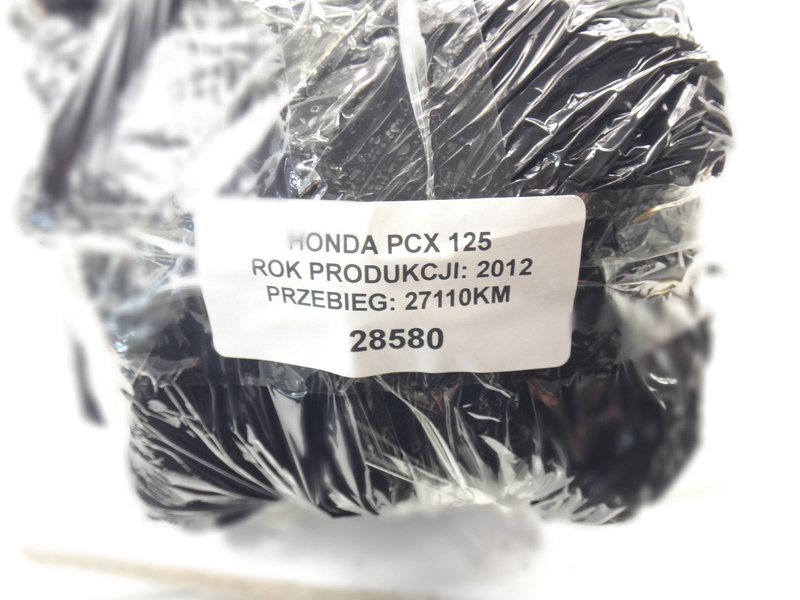 HONDA PCX 125
ROK PRODUKCJI: 2012
PRZEBIEG: 27110KM
28580